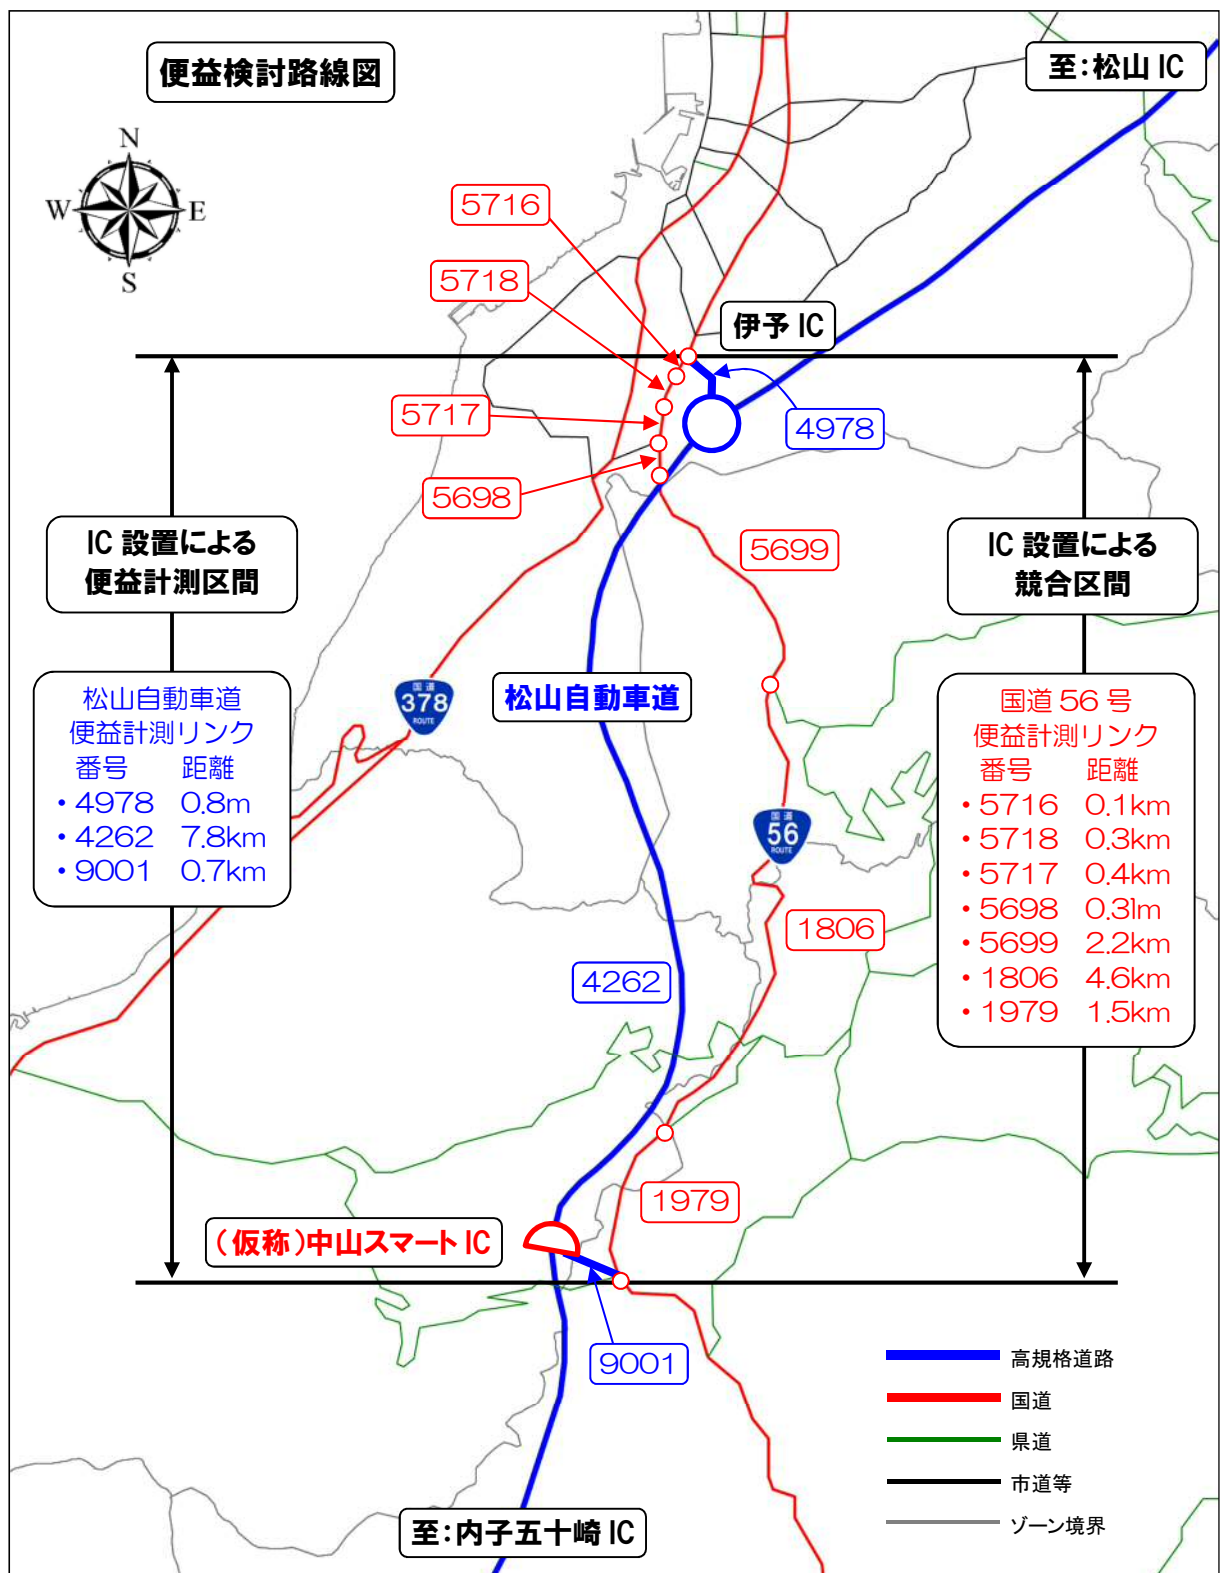 便益検討路線図
至：松山 IC
N
W
E
S
5716
5718
伊予 IC
5717
4978
5698
IC 設置による
便益計測区間
5699
IC 設置による
競合区間
松山自動車道
便益計測リンク
番号 距離
・4978 0.8m
・4262 7.8km
・9001 0.7km
国道
378
ROUTE
松山自動車道
国道 56 号
便益計測リンク
番号 距離
・5716 0.1km
・5718 0.3km
・5717 0.4km
・5698 0.3lm
・5699 2.2km
・1806 4.6km
・1979 1.5km
国道
56
ROUTE
1806
4262
1979
（仮称）中山スマート IC
9001
高規格道路
国道
県道
市道等
ゾーン境界
至：内子五十崎 IC